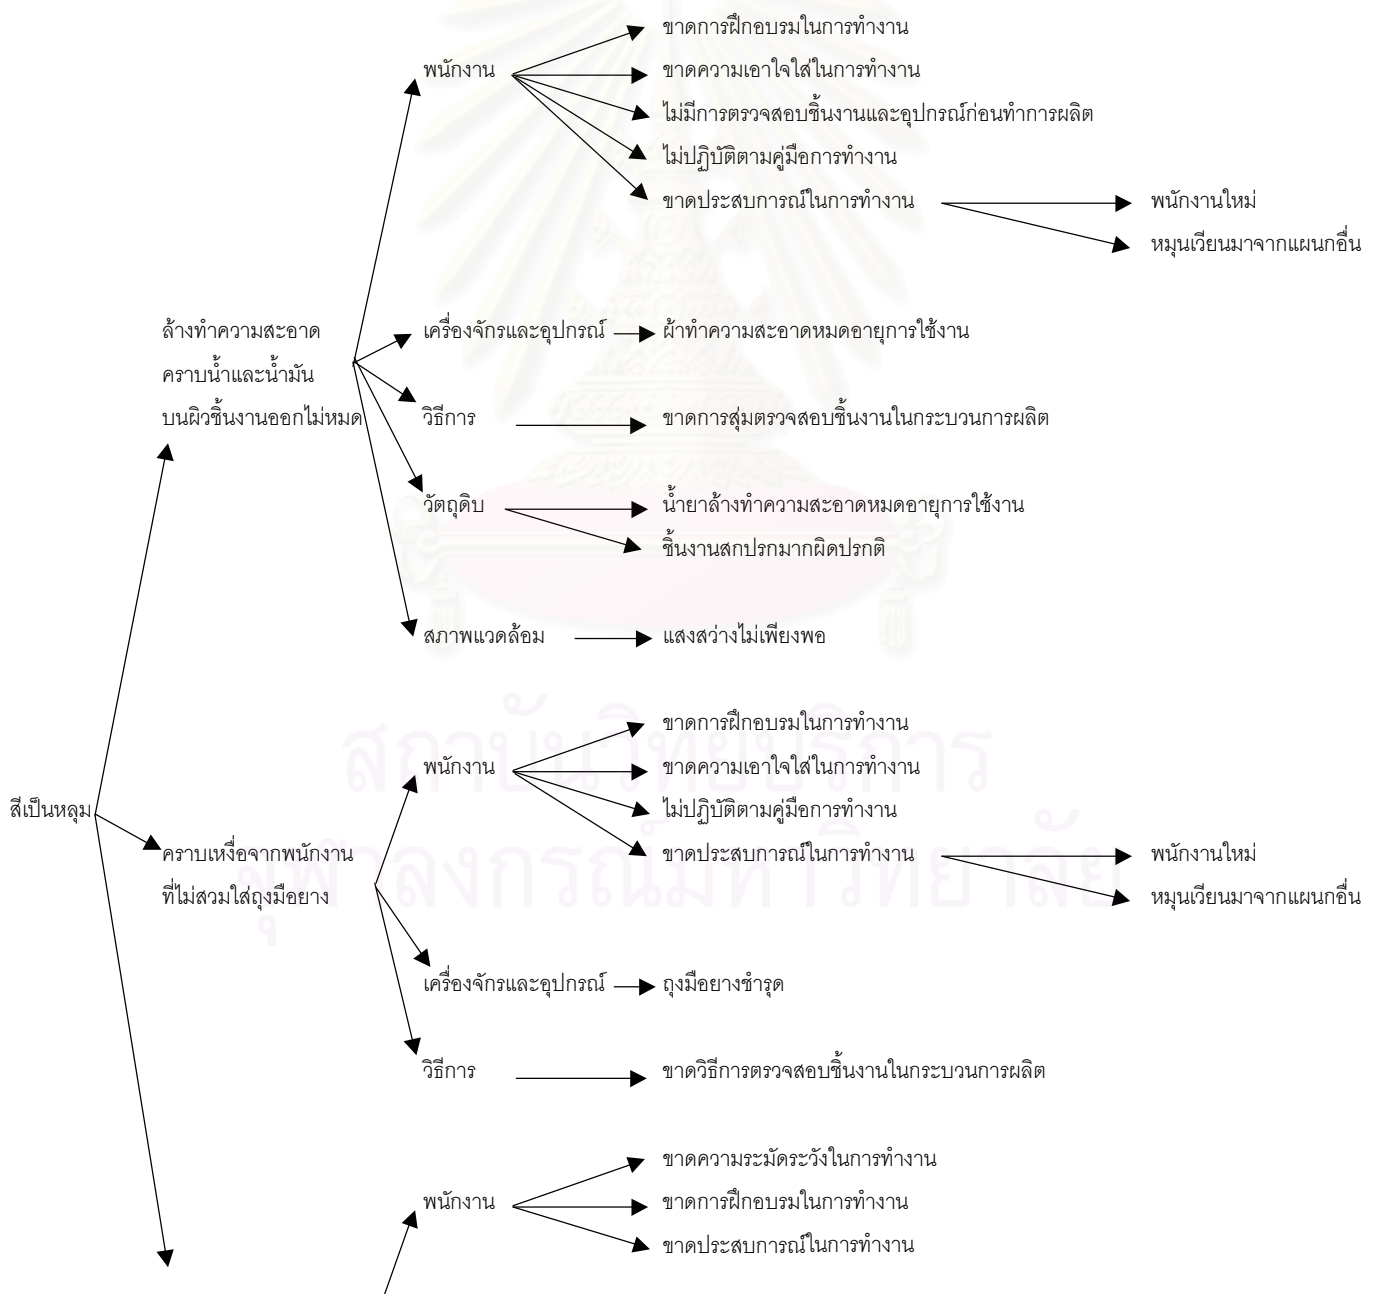 ขาดการฝึกอบรมในการทำงาน
พนักงาน
ขาดความเอาใจใส่ในการทำงาน
ไม่มีการตรวจสอบชิ้นงานและอุปกรณ์ก่อนทำการผลิต
ไม่ปฏิบัติตามคู่มือการทำงาน
ขาดประสบการณ์ในการทำงาน
พนักงานใหม่
หมุนเวียนมาจากแผนกอื่น
ล้างทำความสะอาด
คราบน้ำและน้ำมัน
บนผิวชิ้นงานออกไม่หมด
เครื่องจักรและอุปกรณ์
ผ้าทำความสะอาดหมดอายุการใช้งาน
วิธีการ
ขาดการสุ่มตรวจสอบชิ้นงานในกระบวนการผลิต
วัตถุดิบ
น้ำยาล้างทำความสะอาดหมดอายุการใช้งาน
ชิ้นงานสกปรกมากผิดปรกติ
สภาพแวดล้อม
แสงสว่างไม่เพียงพอ
สถาบันวิทยบริการ
จุฬาลงกรณ์มหาวิทยาลัย
สีเป็นหลุม
คราบเหงื่อจากพนักงาน
ที่ไม่สวมใส่ถุงมือยาง
พนักงาน
ขาดการฝึกอบรมในการทำงาน
ขาดความเอาใจใส่ในการทำงาน
ไม่ปฏิบัติตามคู่มือการทำงาน
ขาดประสบการณ์ในการทำงาน
พนักงานใหม่
หมุนเวียนมาจากแผนกอื่น
เครื่องจักรและอุปกรณ์
ถุงมือยางชำรุด
วิธีการ
ขาดวิธีการตรวจสอบชิ้นงานในกระบวนการผลิต
พนักงาน
ขาดความระมัดระวังในการทำงาน
ขาดการฝึกอบรมในการทำงาน
ขาดประสบการณ์ในการทำงาน